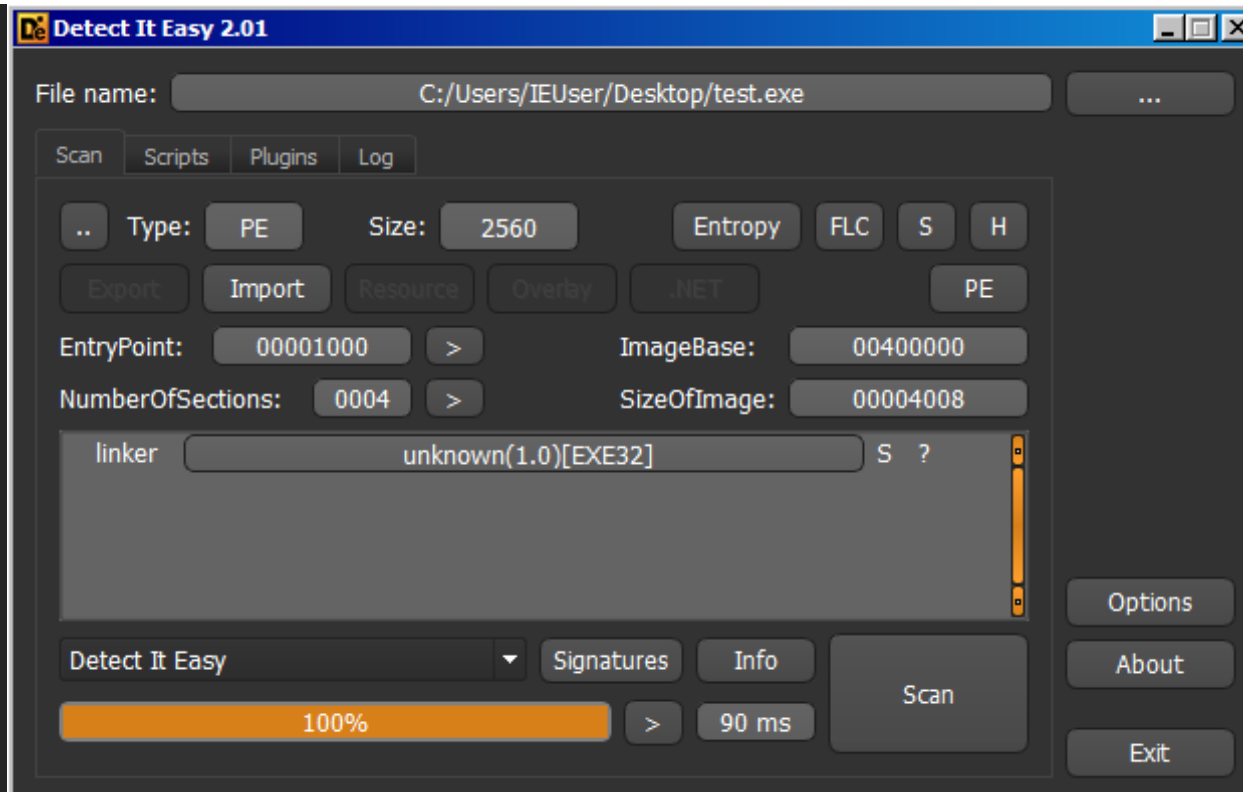 Detect It Easy 2.01
File name: C:/Users/IEUser/Desktop/test.exe ...
Scan Scripts Plugins Log
.. Type: PE Size: 2560 Entropy FLC S H
Export Import Resource Overlay .NET PE
EntryPoint: 00001000 > ImageBase: 00400000
NumberOfSections: 0004 > SizeOfImage: 00004008
linker unknown(1.0)[EXE32] S ?
Options
Detect It Easy Signatures Info Scan About
100% > 90 ms
Exit